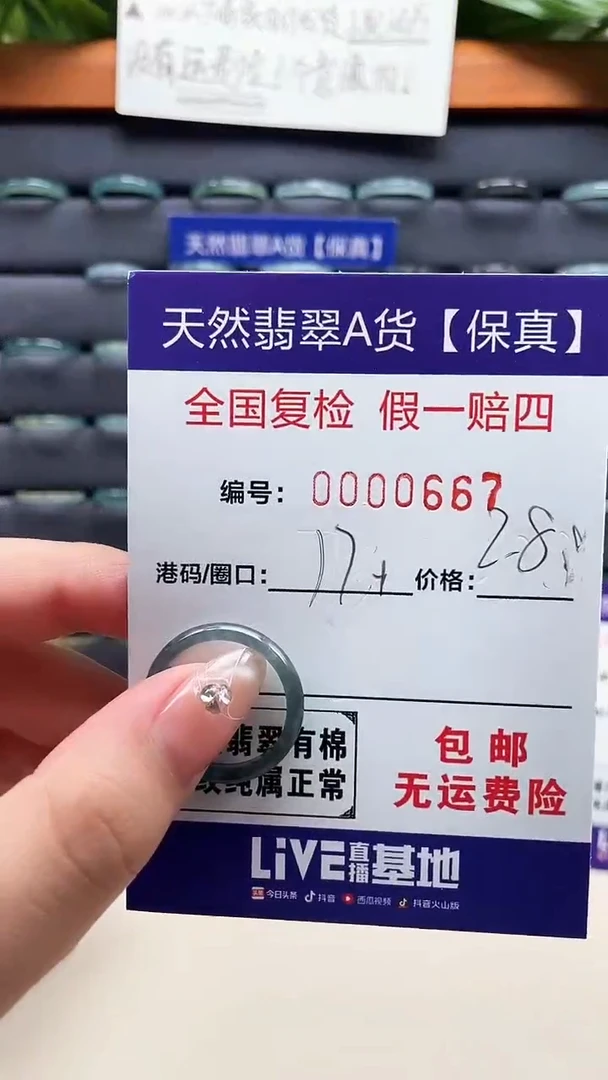 天然翡翠A货【保真】
天然翡翠A货【保真】
全国复检 假一赔四
编号：0000667
港码/圈口：17+ 价格：28
翡翠有棉
纯属正常
包邮
无运费险
LiVE直播基地
今日头条 抖音 西瓜视频 抖音火山版